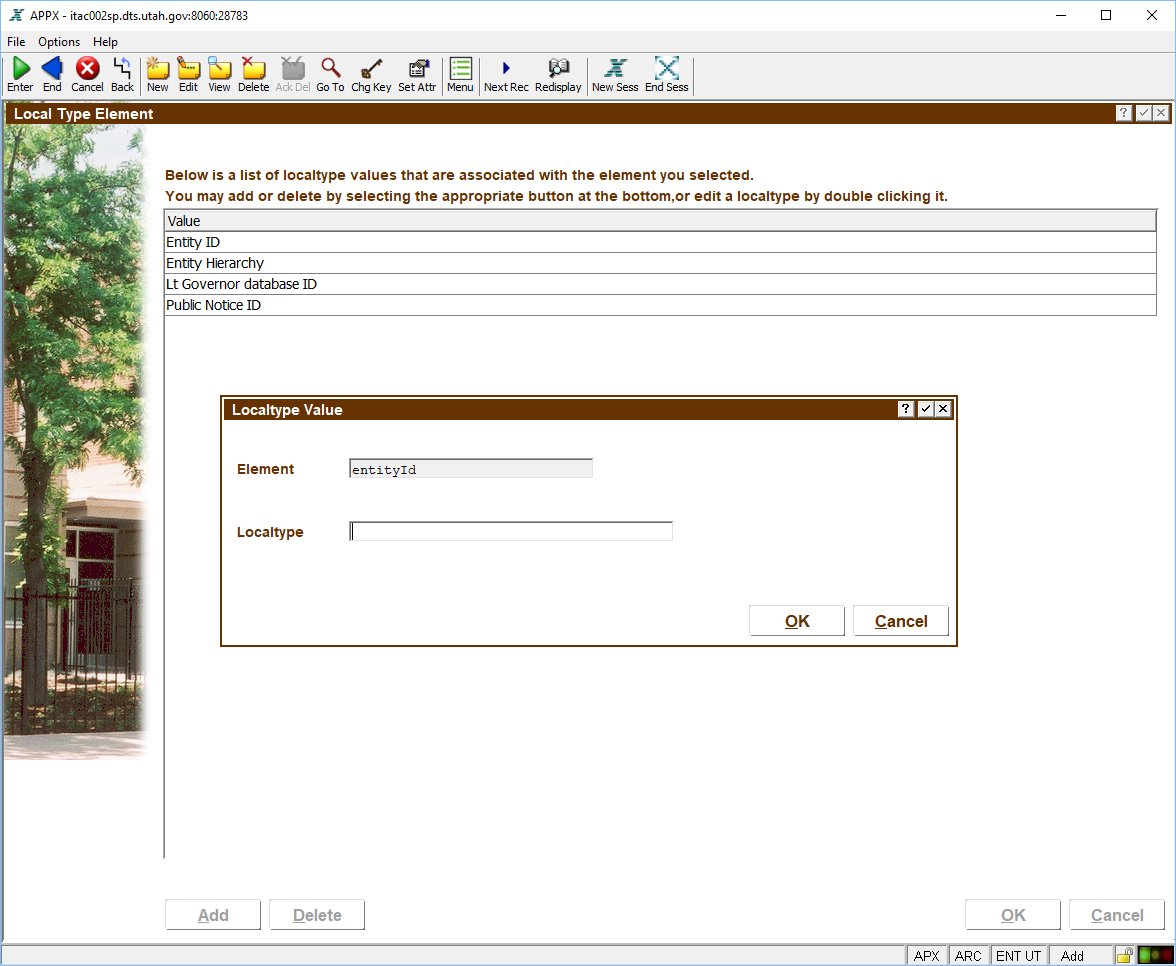 APPX - itac002sp.dts.utah.gov:8060:28783
File Options Help
Enter End Cancel Back New Edit View Delete Ack Del Go To Chg Key Set Attr Menu Next Rec Redisplay New Sess End Sess
Local Type Element
?
Below is a list of localtype values that are associated with the element you selected.
You may add or delete by selecting the appropriate button at the bottom,or edit a localtype by double clicking it.
Value
Entity ID
Entity Hierarchy
Lt Governor database ID
Public Notice ID
Localtype Value ?
Element entityId
Localtype
OK Cancel
Add Delete OK Cancel
APX ARC ENT UT Add